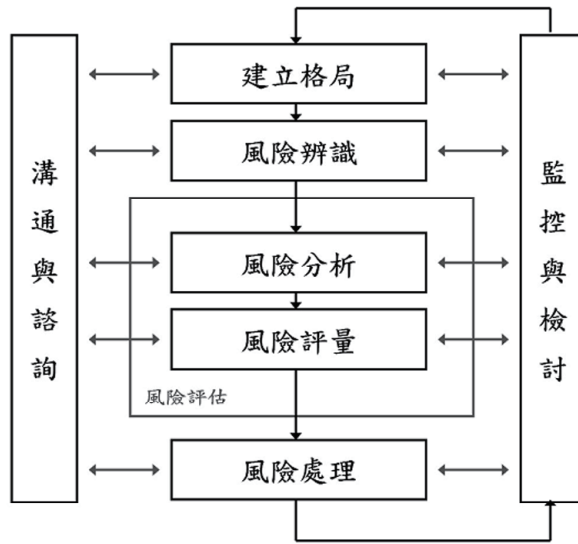 建立格局
風險辨識
風險分析
風險評量
風險評估
風險處理
溝通與諮詢
監控與檢討